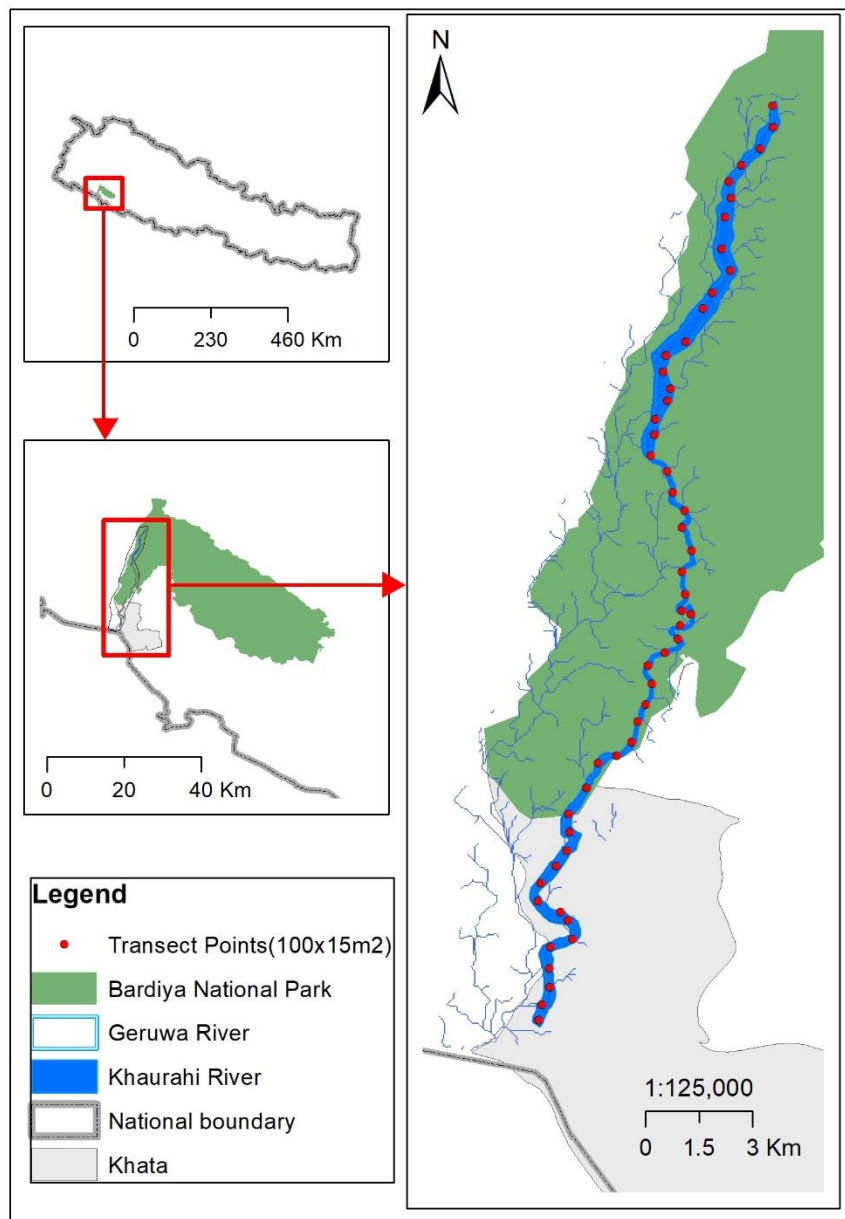 0 230 460 Km
0 20 40 Km
Legend
Transect Points(100x15m2)
Bardiya National Park
Geruwa River
Khaurahi River
National boundary
Khata
N
1:125,000
0 1.5 3 Km